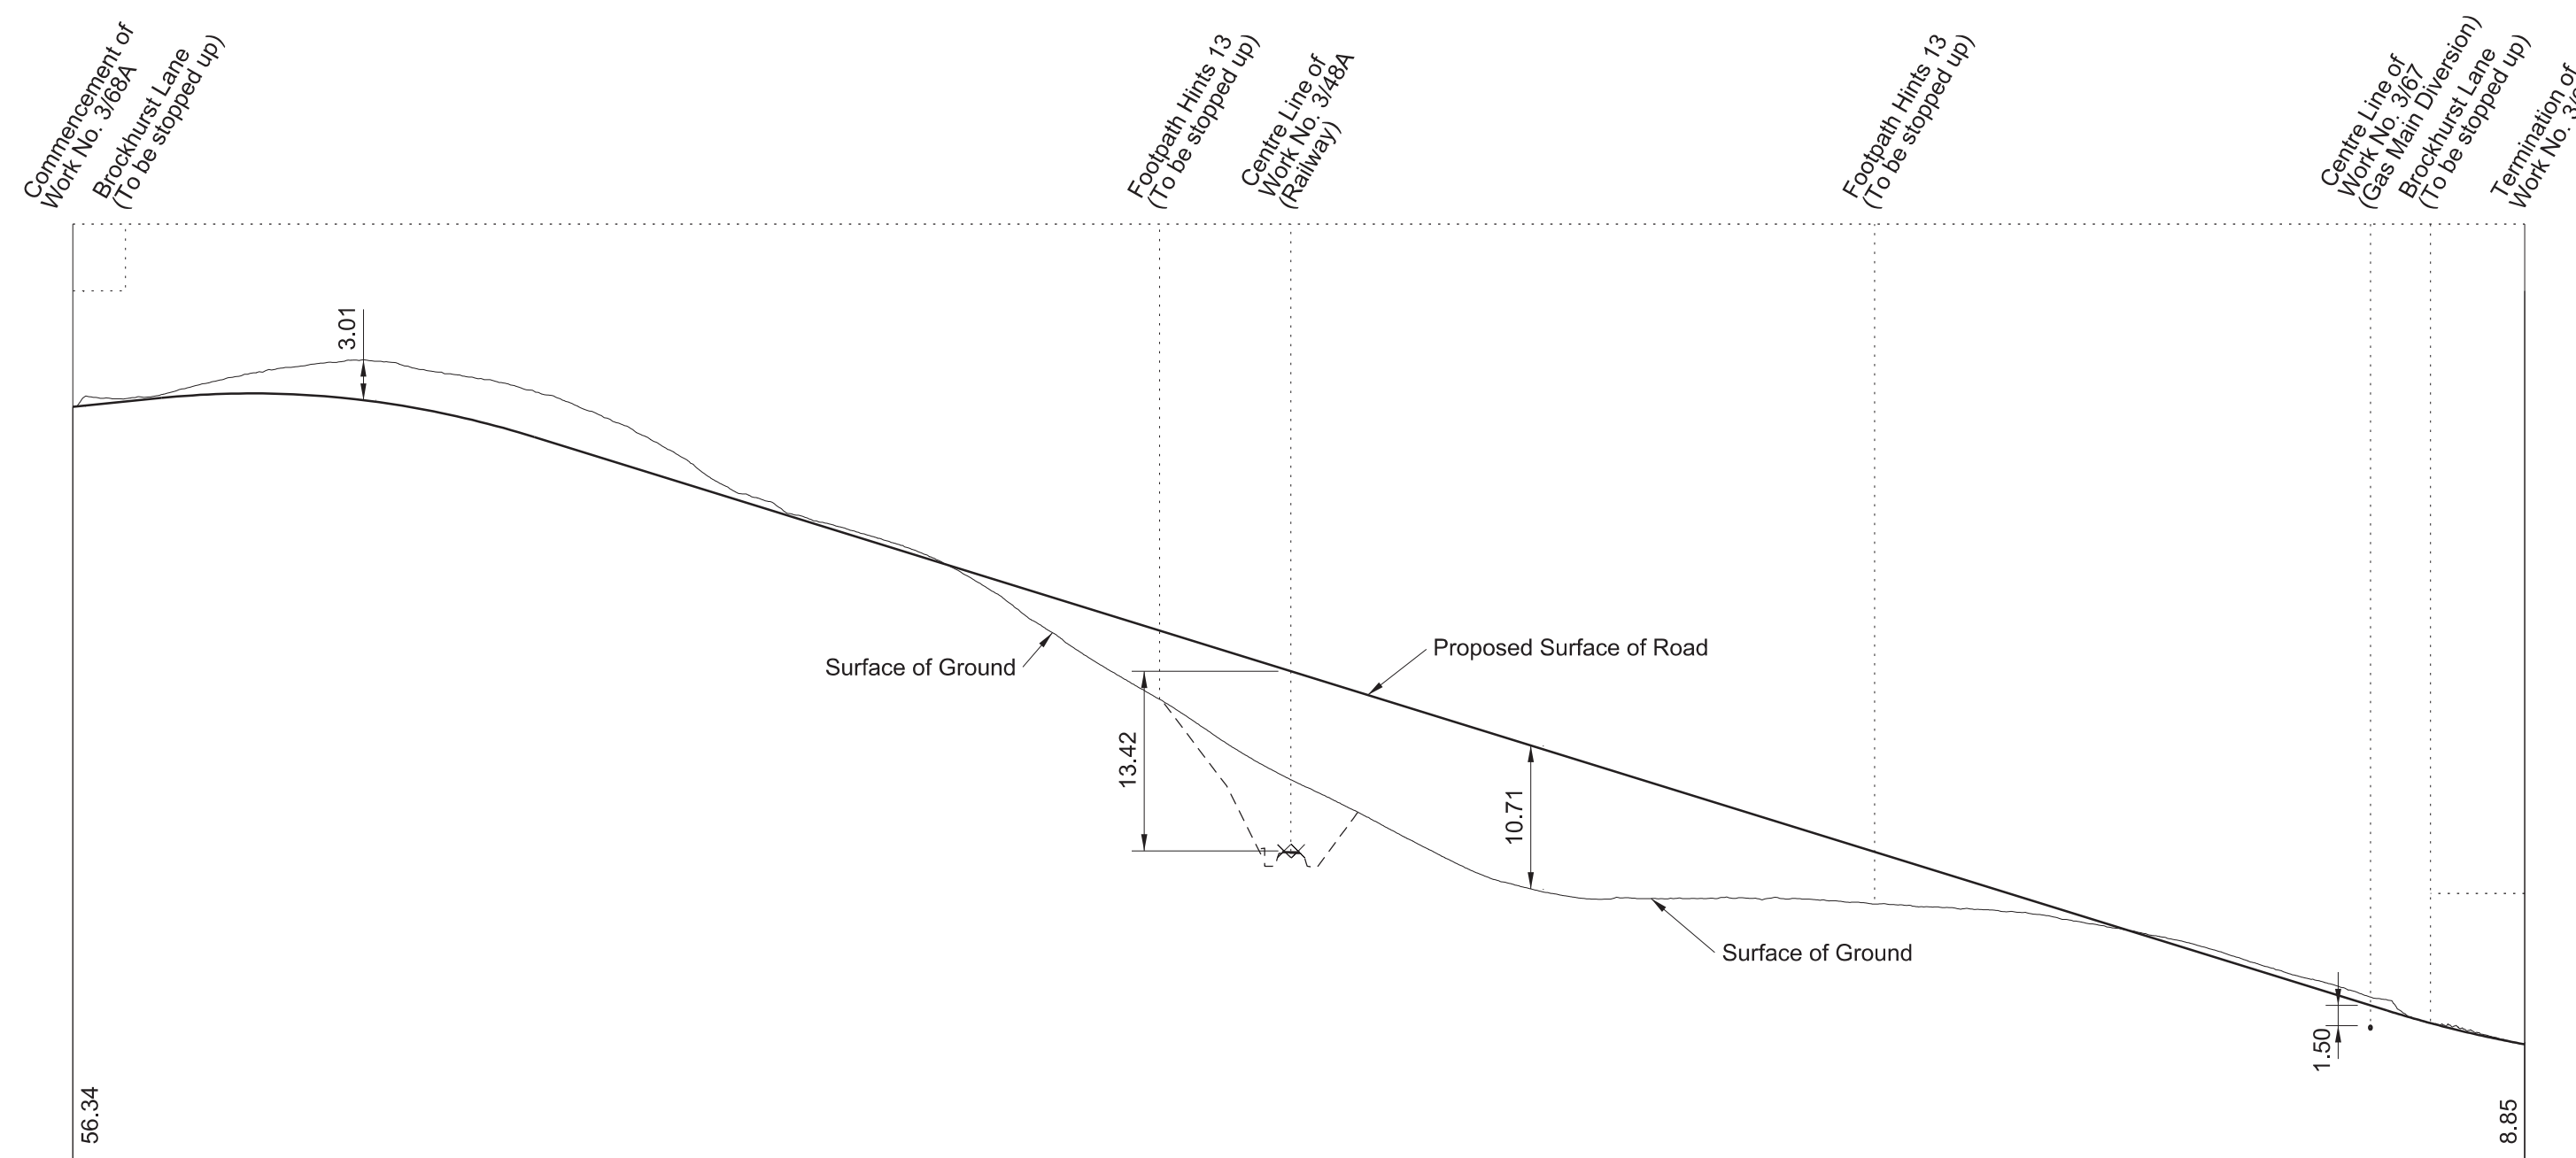 Commencement of
Work No. 3/68A
Brockhurst Lane
(To be stopped up)
Footpath Hints 13
(To be stopped up)
Centre Line of
Work No. 3/48A
(Railway)
Footpath Hints 13
(To be stopped up)
Centre Line of
Work No. 3/67
(Gas Main Diversion)
Brockhurst Lane
(To be stopped up)
Termination of
Work No.
3.01
Surface of Ground
Proposed Surface of Road
13.42
10.71
Surface of Ground
1.50
56.34
8.85